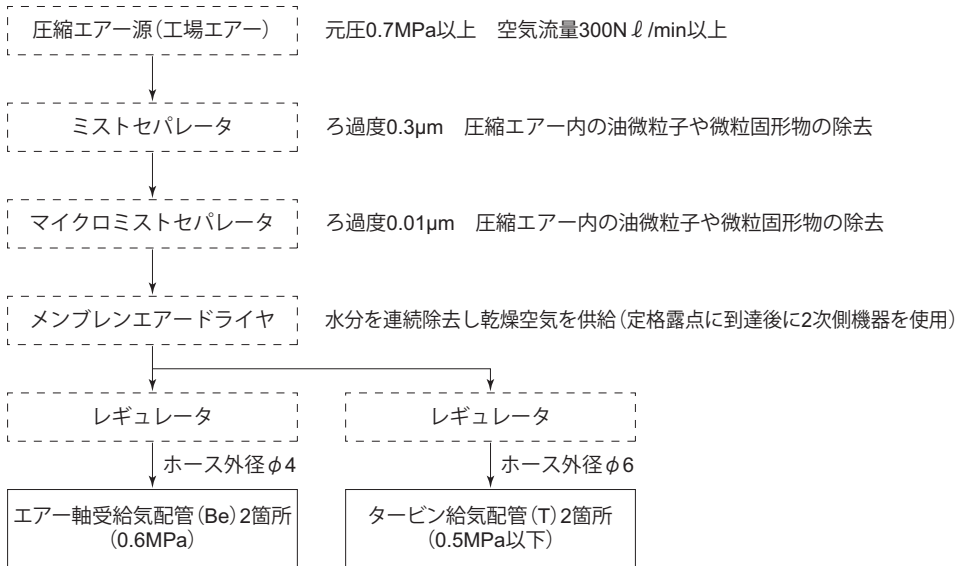 圧縮エアー源(工場エアー) 元圧0.7MPa以上 空気流量300Nℓ/min以上
ミストセパレータ ろ過度0.3µm 圧縮エアー内の油微粒子や微粒固形物の除去
マイクロミストセパレータ ろ過度0.01µm 圧縮エアー内の油微粒子や微粒固形物の除去
メンブレンエアードライヤ 水分を連続除去し乾燥空気を供給(定格露点に到達後に2次側機器を使用)
レギュレータ レギュレータ
ホース外径φ4 ホース外径φ6
エアー軸受給気配管(Be)2箇所 タービン給気配管(T)2箇所
(0.6MPa) (0.5MPa以下)